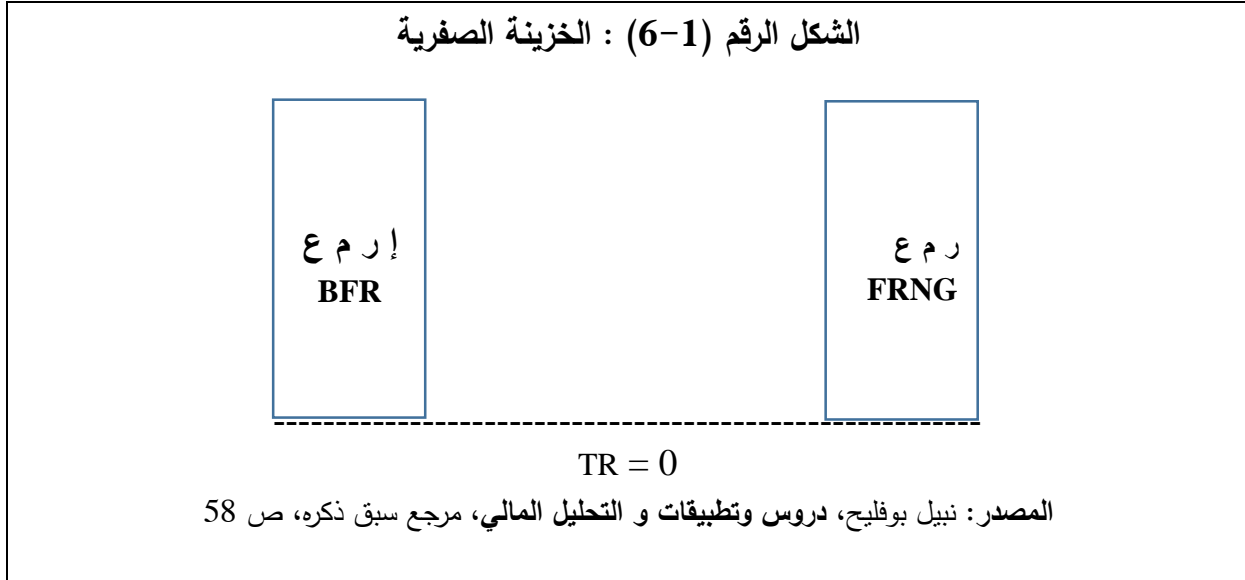 الشكل الرقم (1-6) : الخزينة الصفرية
ر م ع
FRNG
إ ر م ع
BFR
TR = 0
المصدر: نبيل بوفليح، دروس وتطبيقات و التحليل المالي، مرجع سبق ذكره، ص 58